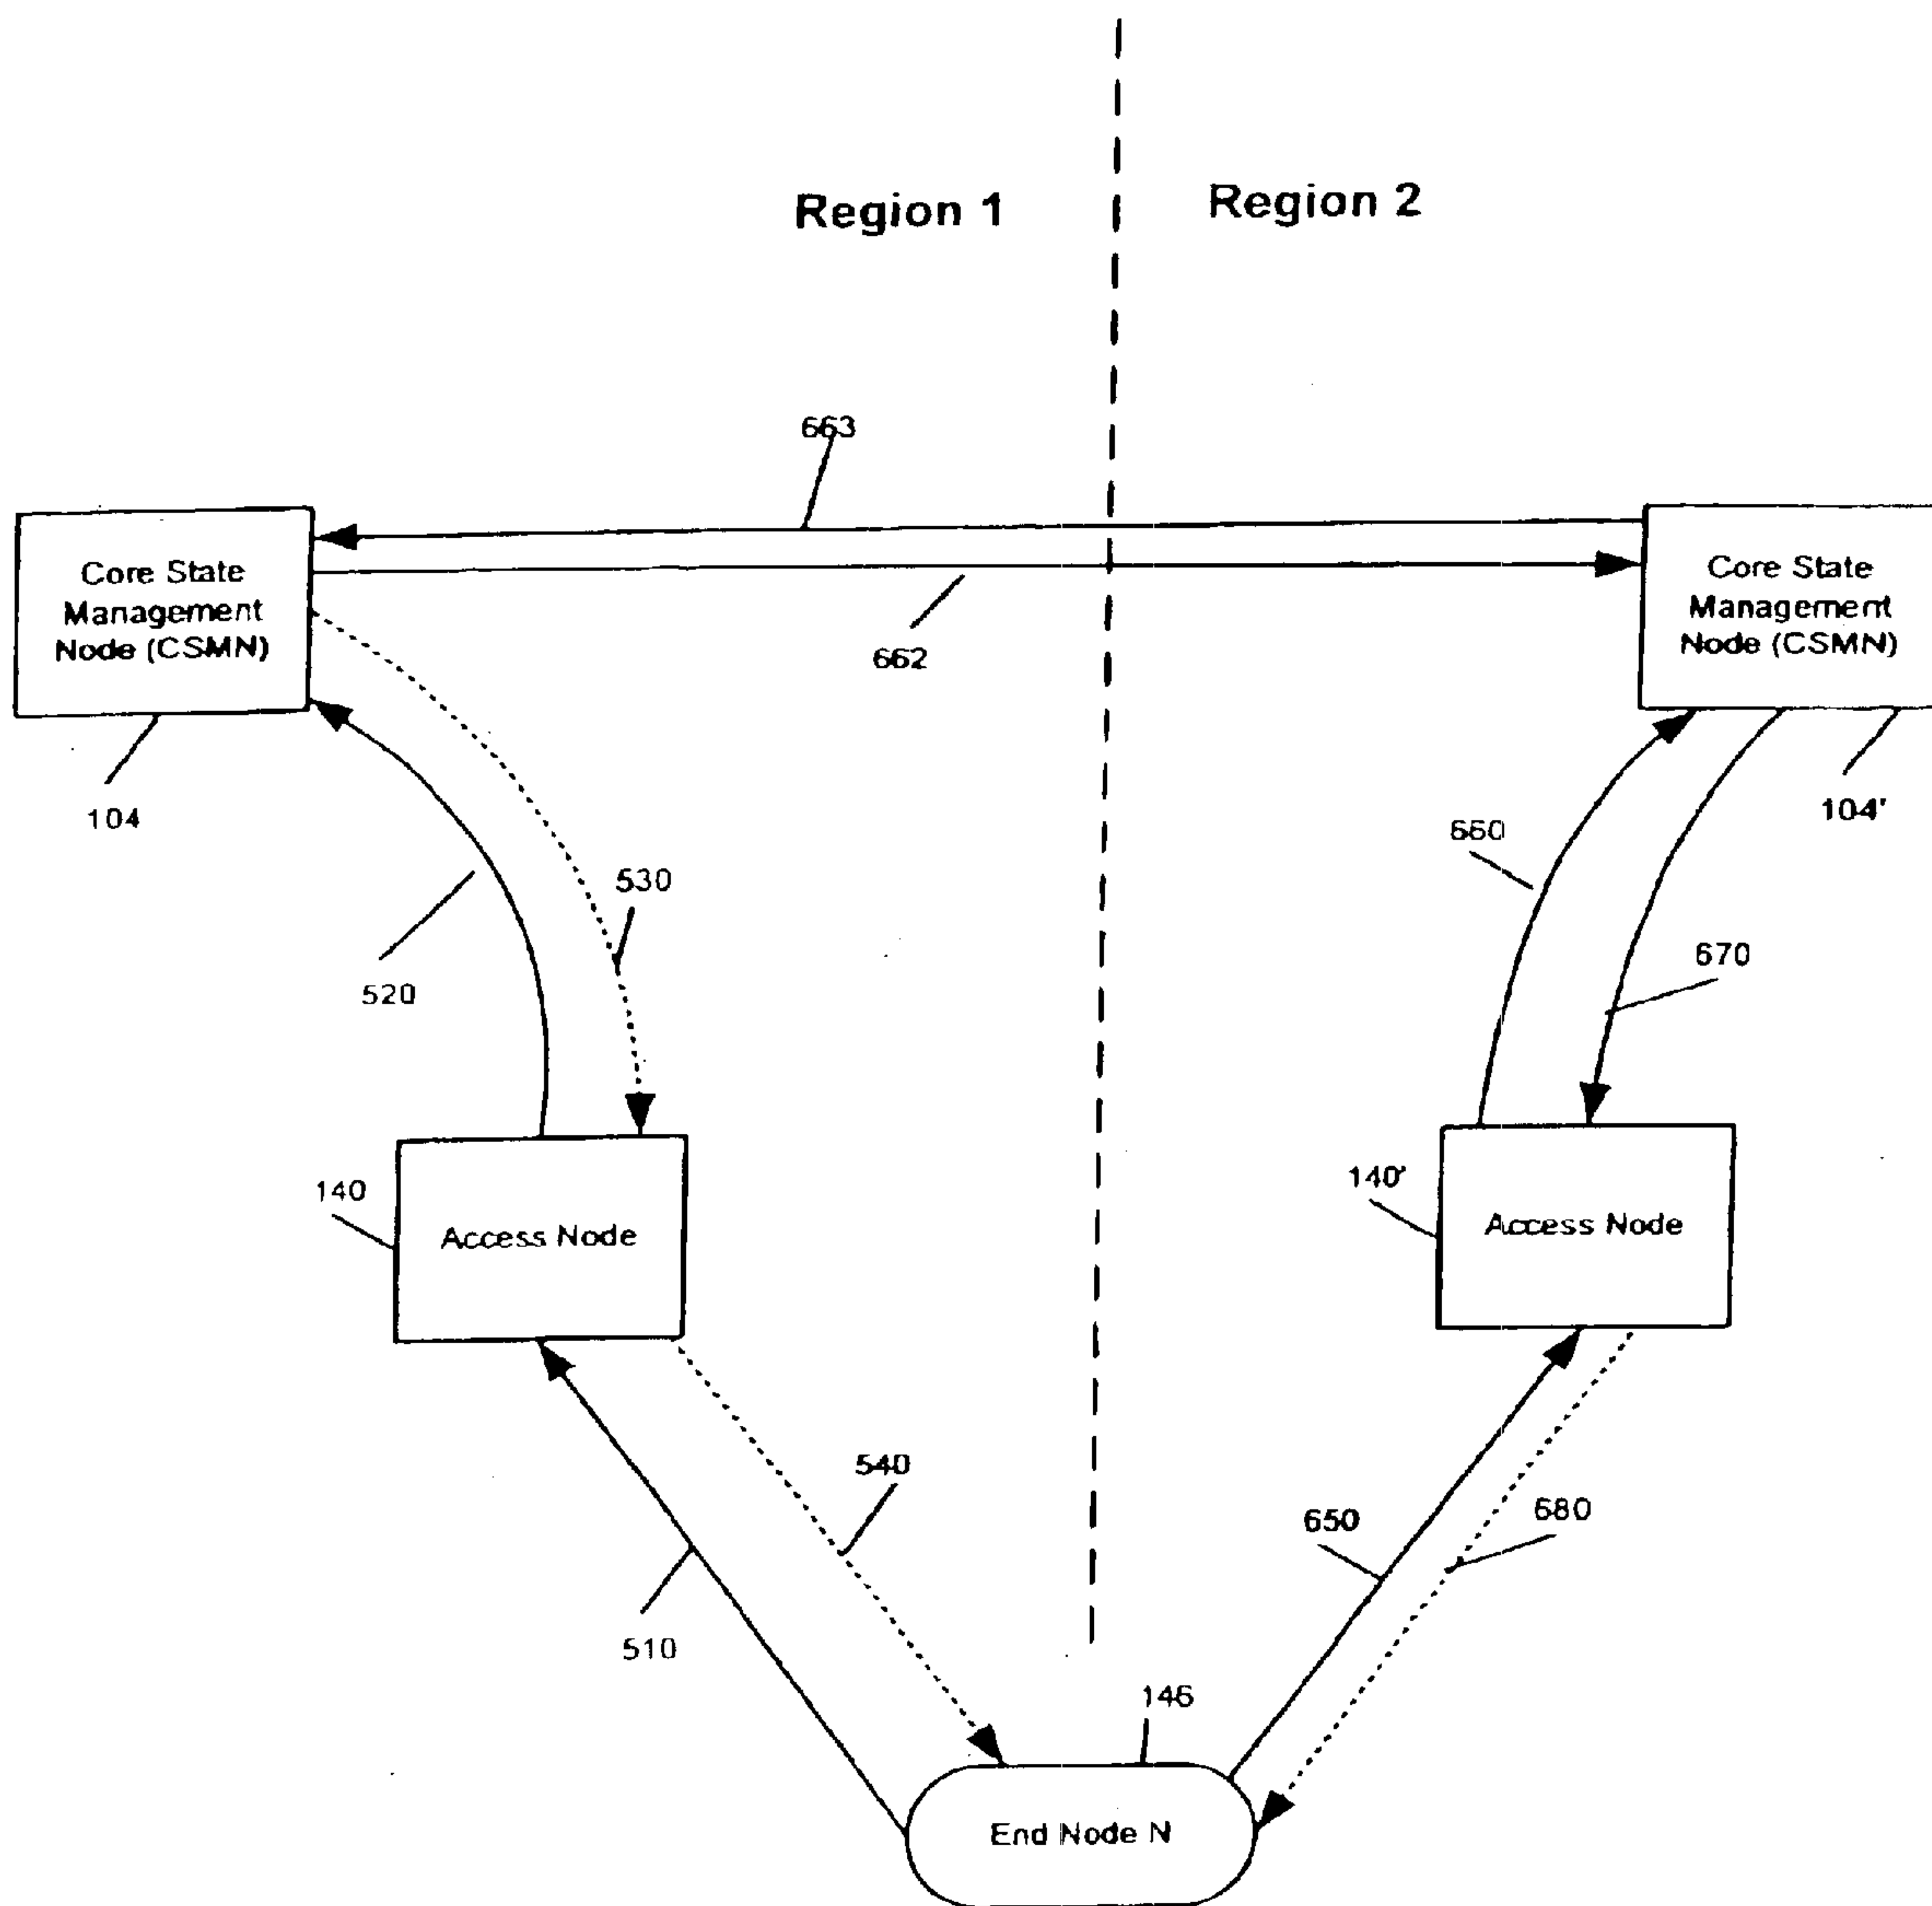 Region 1
Region 2
663
Core State
Management
Node (CSMN)
Core State
Management
Node (CSMN)
662
104
104'
660
530
670
520
140
140'
Access Node
Access Node
540
650
680
510
146
End Node N